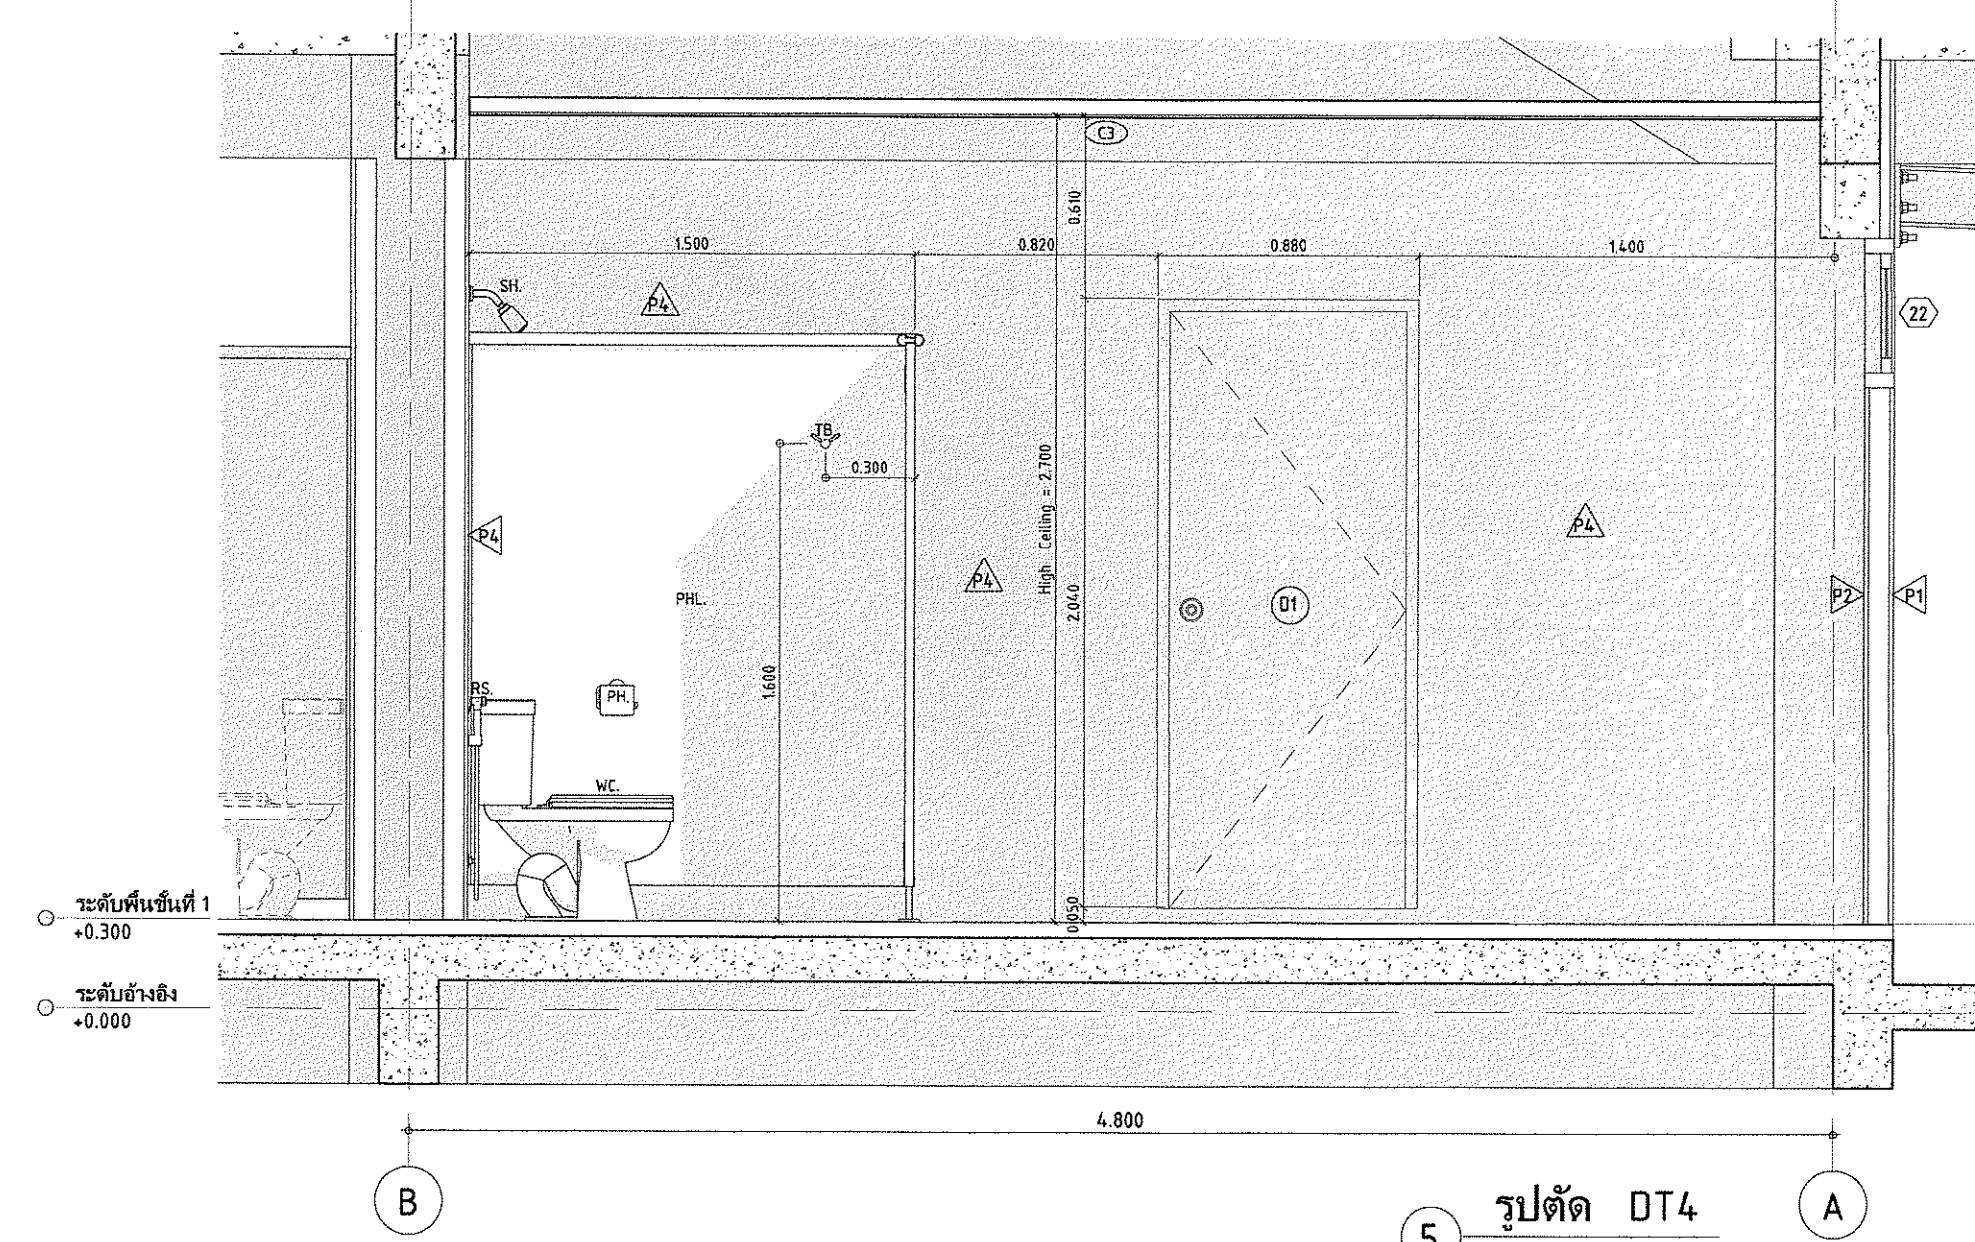 C3
0.610
1.500
0.820
0.880
1.400
SH.
P4
22
TB
0.300
High Ceiling = 2.700
P4
P4
P4
PHL.
2.040
D1
P2
P1
1.600
RS.
PH.
WC.
0.050
ระดับพื้นชั้นที่ 1
+0.300
ระดับอ้างอิง
+0.000
4.800
B
A
5
รูปตัด DT4